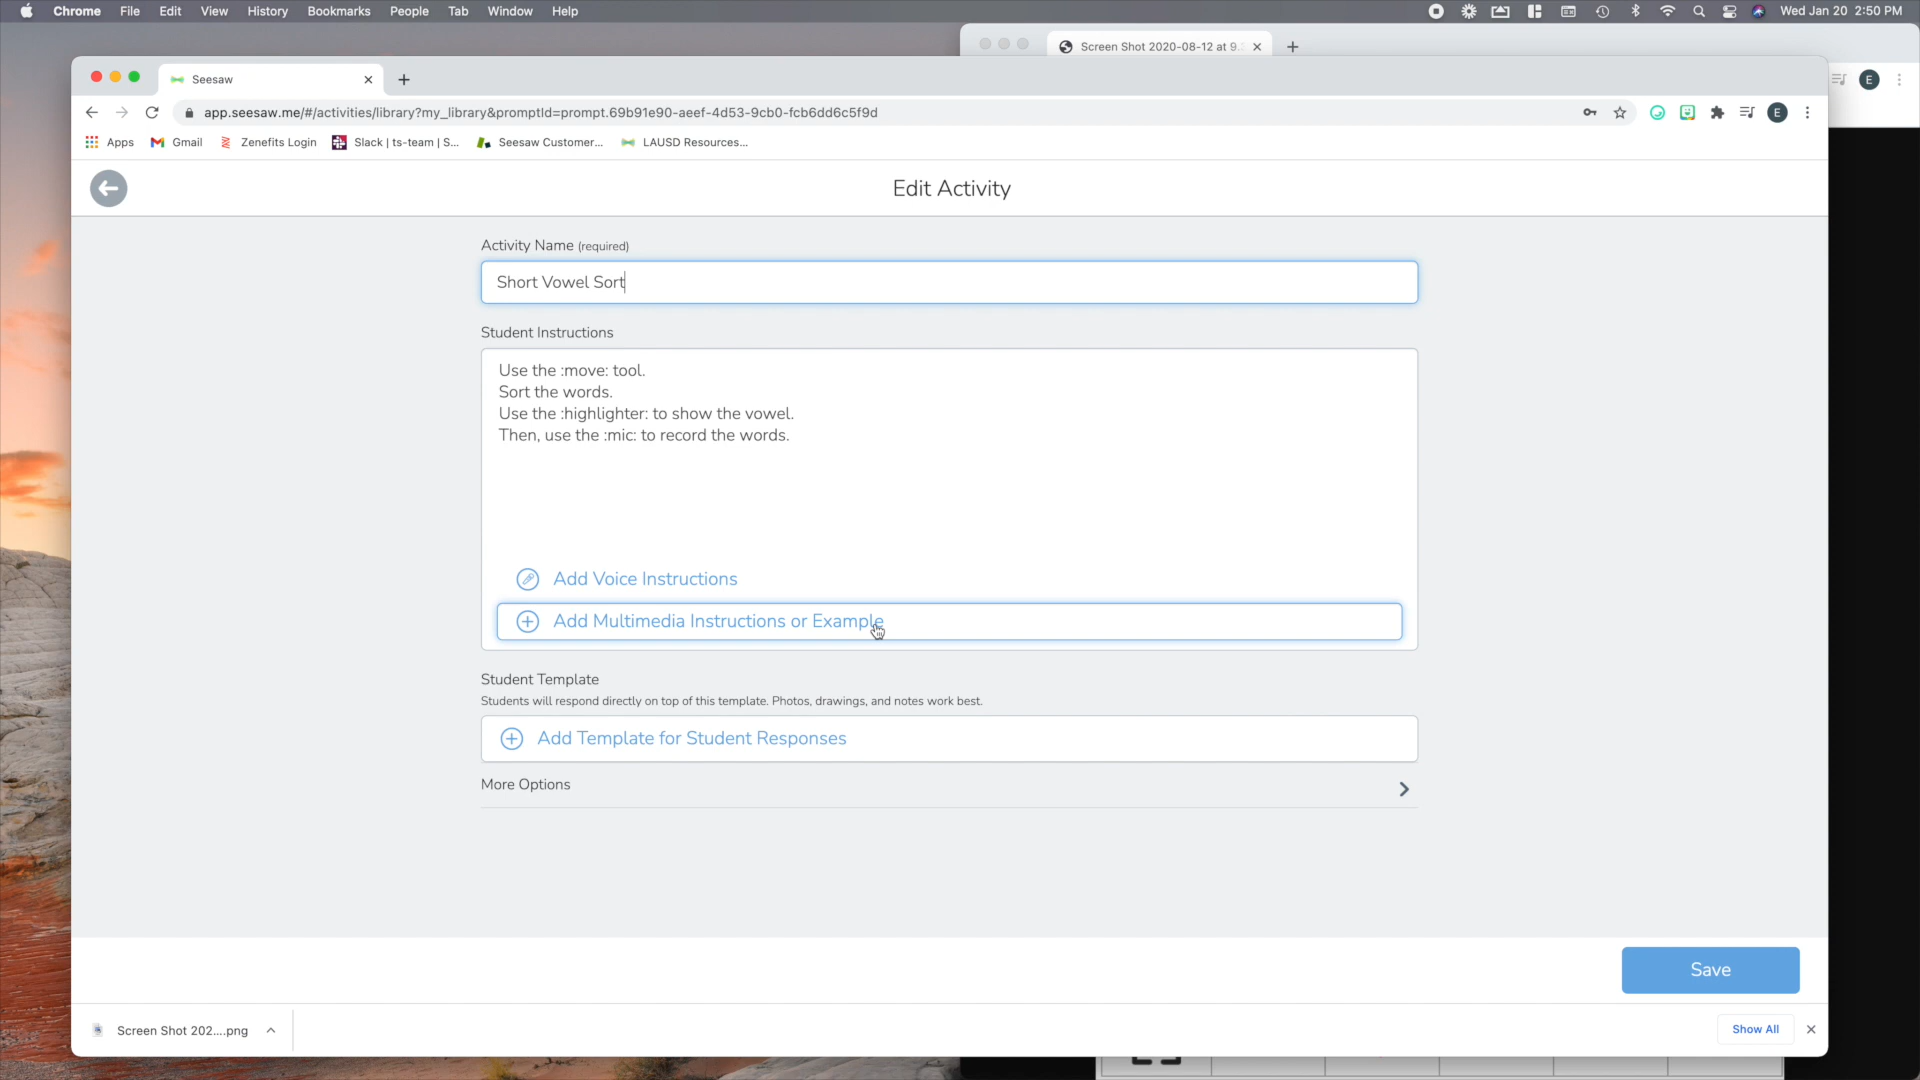 Chrome File Edit View History Bookmarks People Tab Window Help Wed Jan 20 2:50 PM
Screen Shot 2020-08-12 at 9.
Seesaw
app.seesaw.me/#/activities/library?my_library&promptId=prompt.69b91e90-aeef-4d53-9cb0-fcb6dd6c5f9d
E
E
Apps Gmail Zenefits Login Slack | ts-team | S... Seesaw Customer... LAUSD Resources...
Edit Activity
Activity Name (required)
Short Vowel Sort
Student Instructions
Use the :move: tool.
Sort the words.
Use the :highlighter: to show the vowel.
Then, use the :mic: to record the words.
Add Voice Instructions
Add Multimedia Instructions or Example
Student Template
Students will respond directly on top of this template. Photos, drawings, and notes work best.
Add Template for Student Responses
More Options
Save
Screen Shot 202....png
Show All